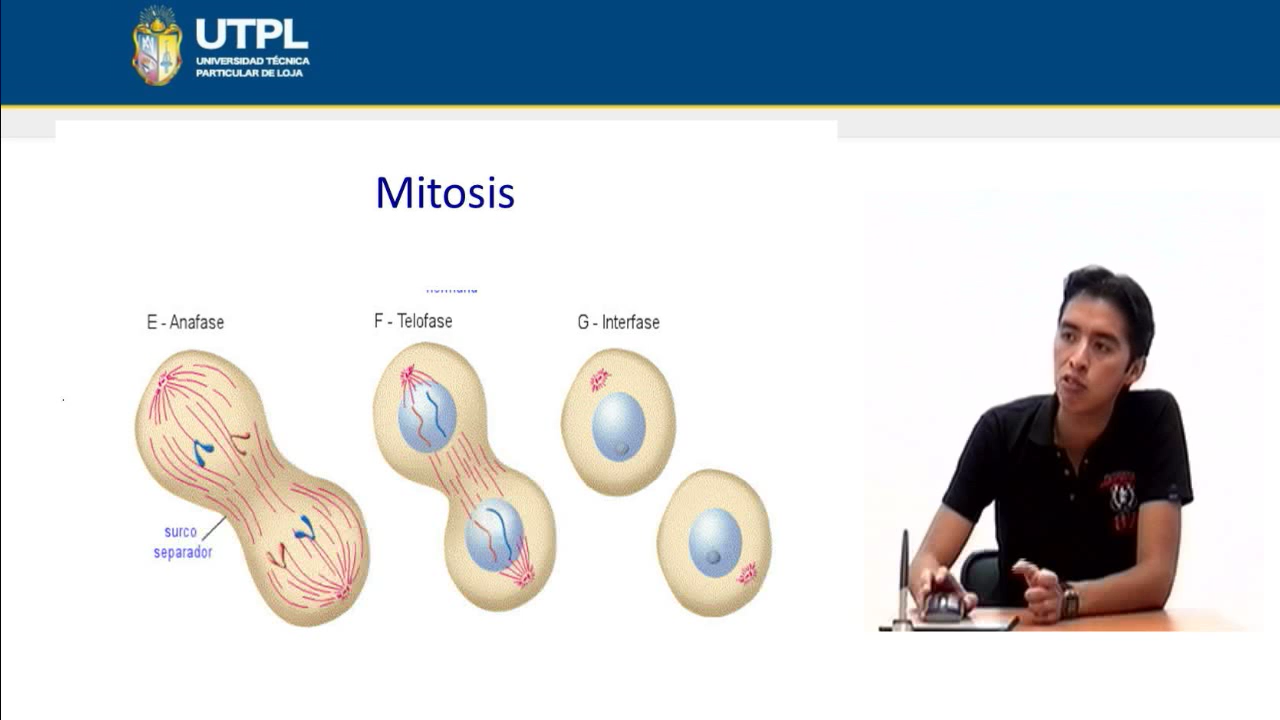 UTPL
UNIVERSIDAD TÉCNICA
PARTICULAR DE LOJA
Mitosis
E - Anafase
F - Telofase
G - Interfase
surco
separador